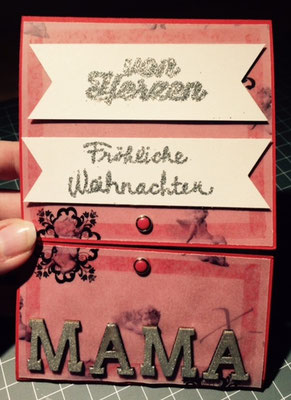 von
Herzen
Fröhliche
Weihnachten
MAMA